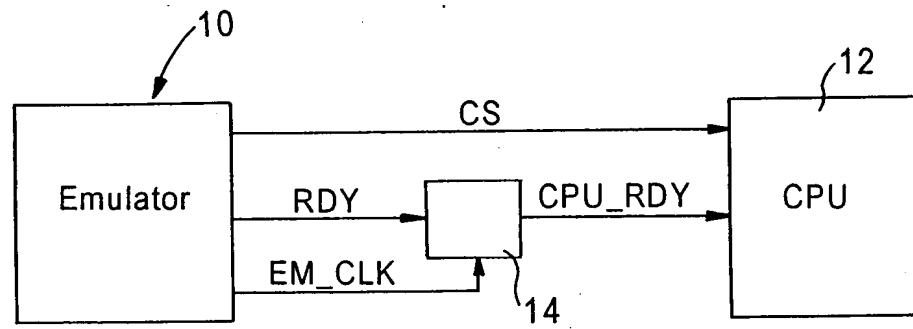 10
12
CS
Emulator
RDY
CPU_RDY
CPU
EM_CLK
14